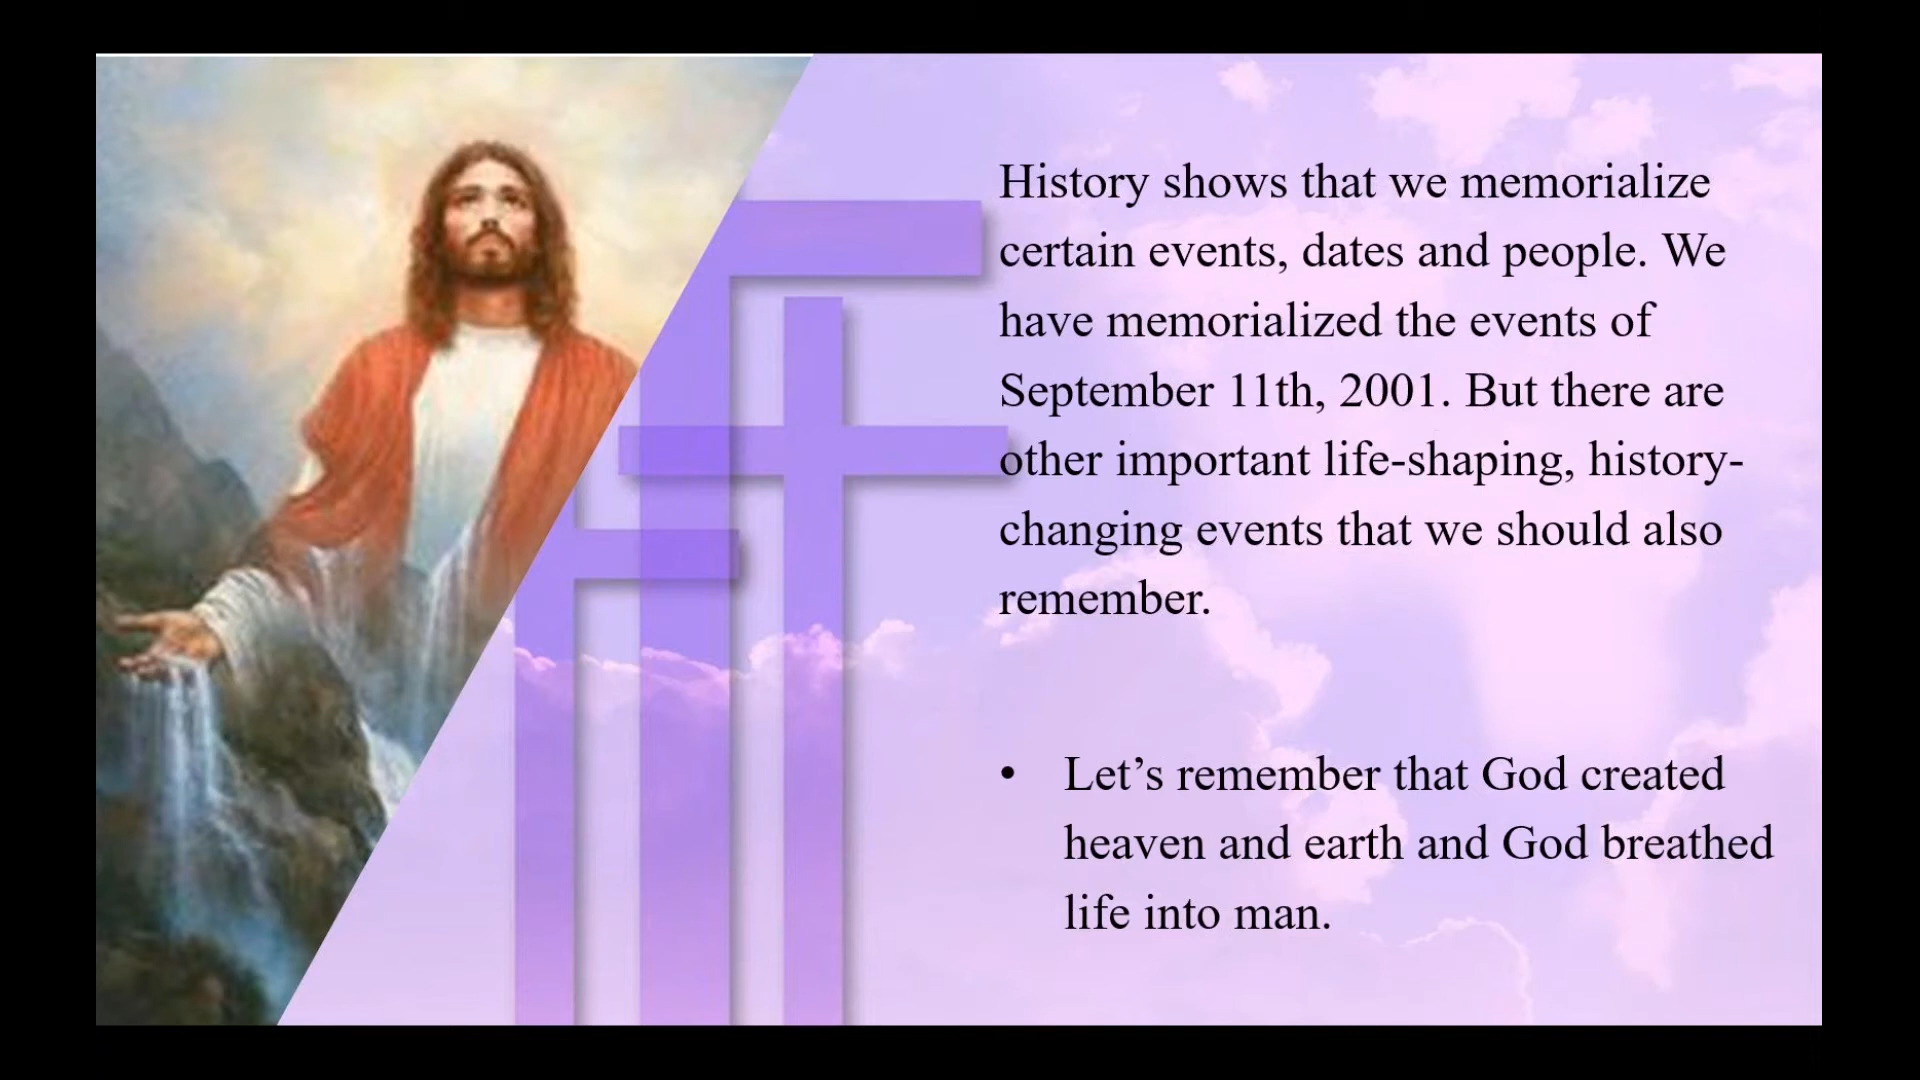 History shows that we memorialize
certain events, dates and people. We
have memorialized the events of
September 11th, 2001. But there are
other important life-shaping, history-
changing events that we should also
remember.
• Let’s remember that God created
heaven and earth and God breathed
life into man.